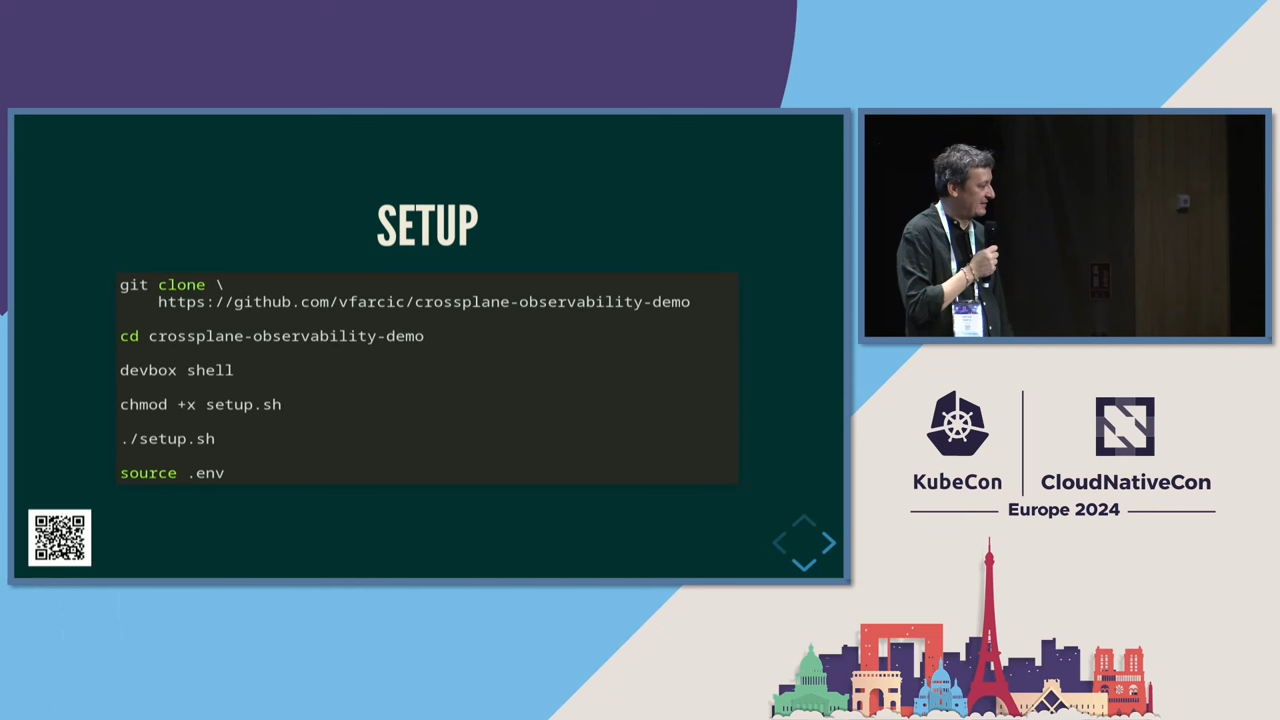 SETUP
git clone \
https://github.com/vfarcic/crossplane-observability-demo
cd crossplane-observability-demo
devbox shell
chmod +x setup.sh
./setup.sh
source .env
KubeCon
CloudNativeCon
Europe 2024